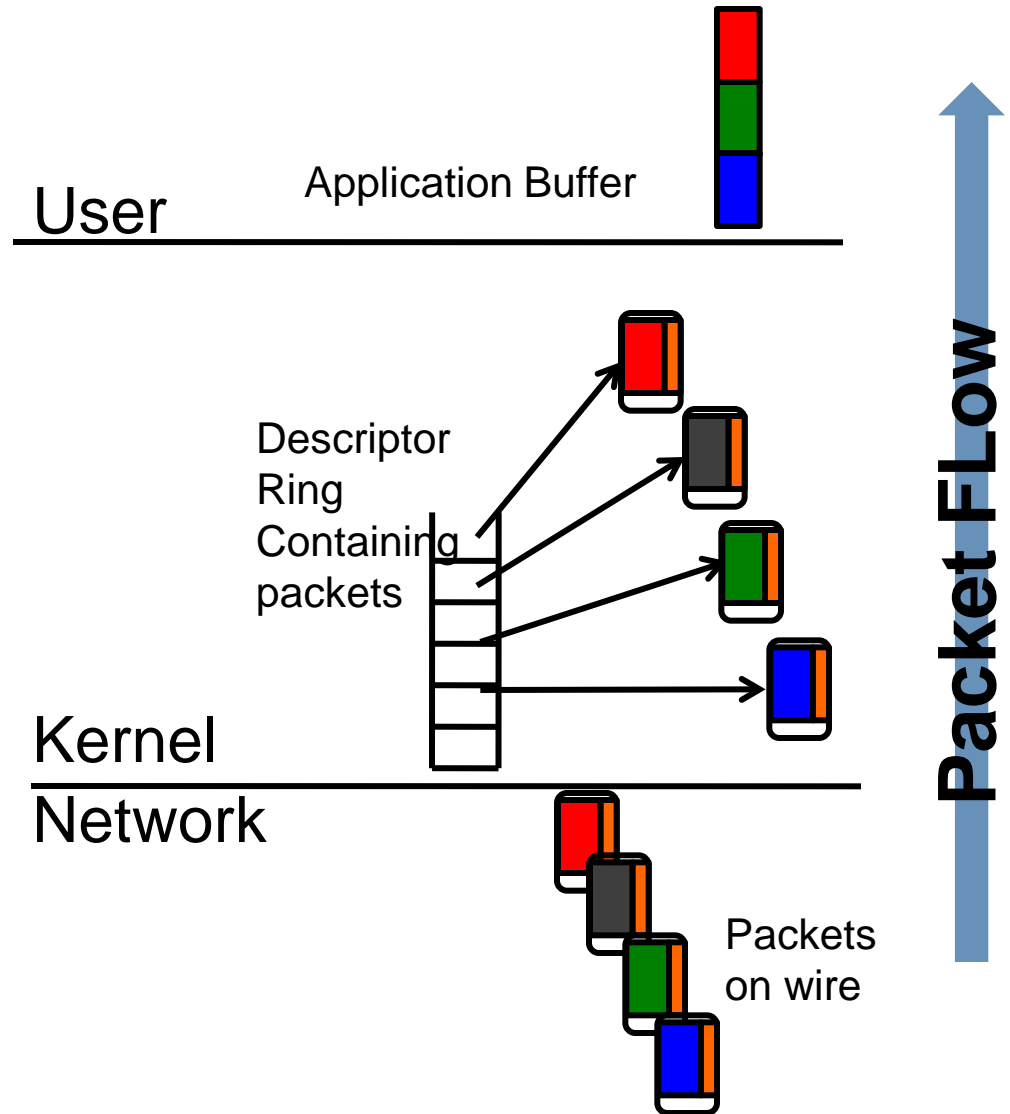 Application Buffer
User
Descriptor
Ring
Containing
packets
Kernel
Network
Packets
on wire
Packet FLow